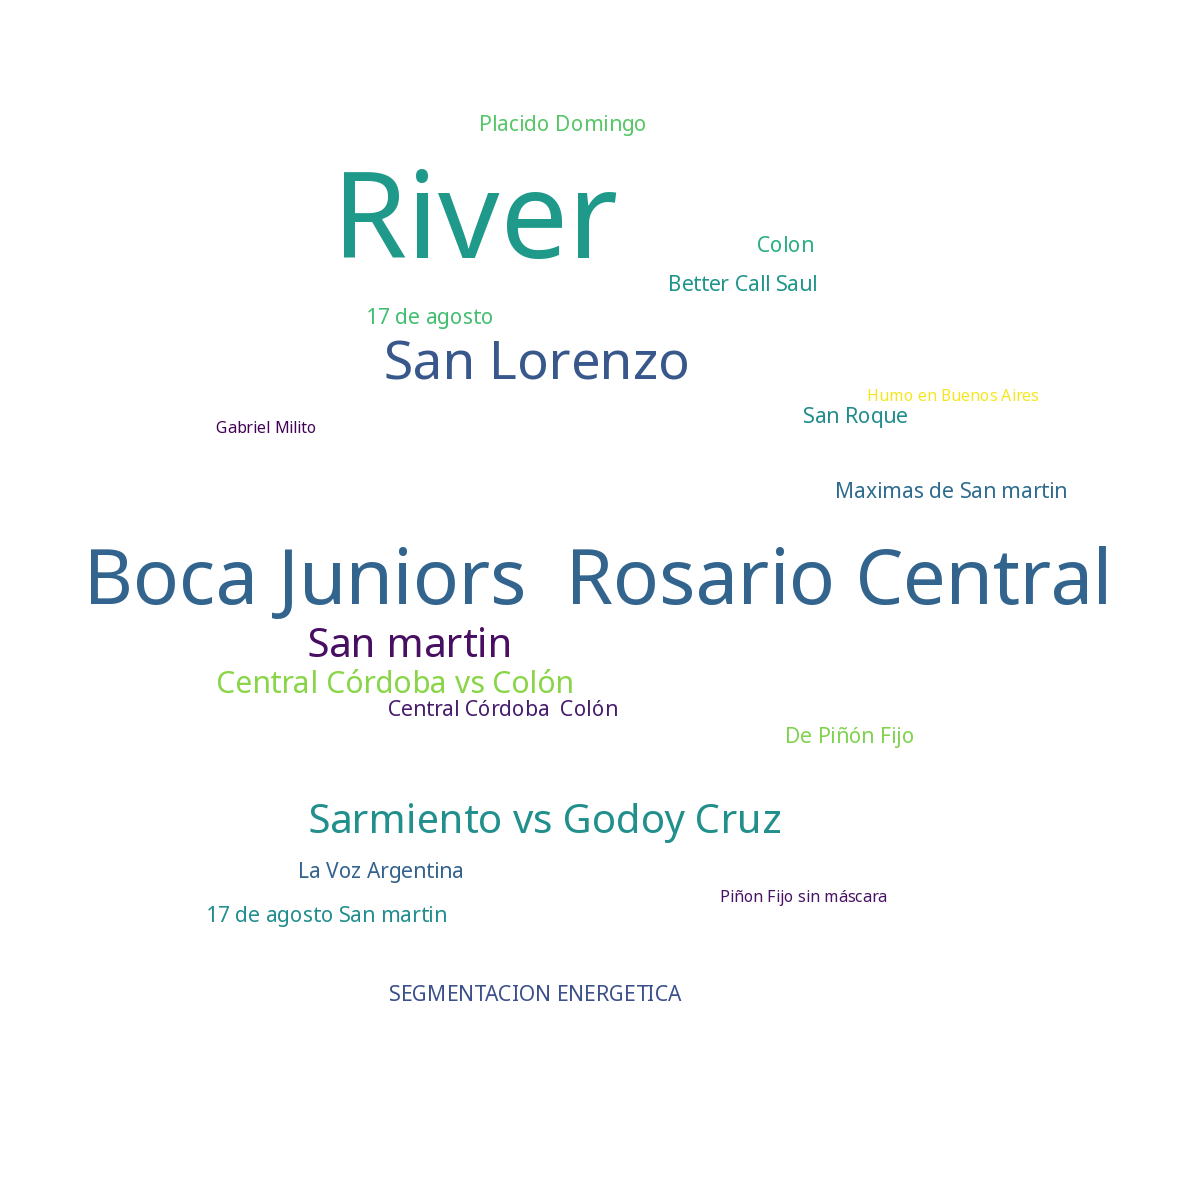 Placido Domingo
River
Colon
Better Call Saul
17 de agosto
San Lorenzo
Humo en Buenos Aires
San Roque
Gabriel Milito
Maximas de San martin
Boca Juniors Rosario Central
San martin
Central Córdoba vs Colón
Central Córdoba Colón
De Piñón Fijo
Sarmiento vs Godoy Cruz
La Voz Argentina
Piñon Fijo sin máscara
17 de agosto San martin
SEGMENTACION ENERGETICA